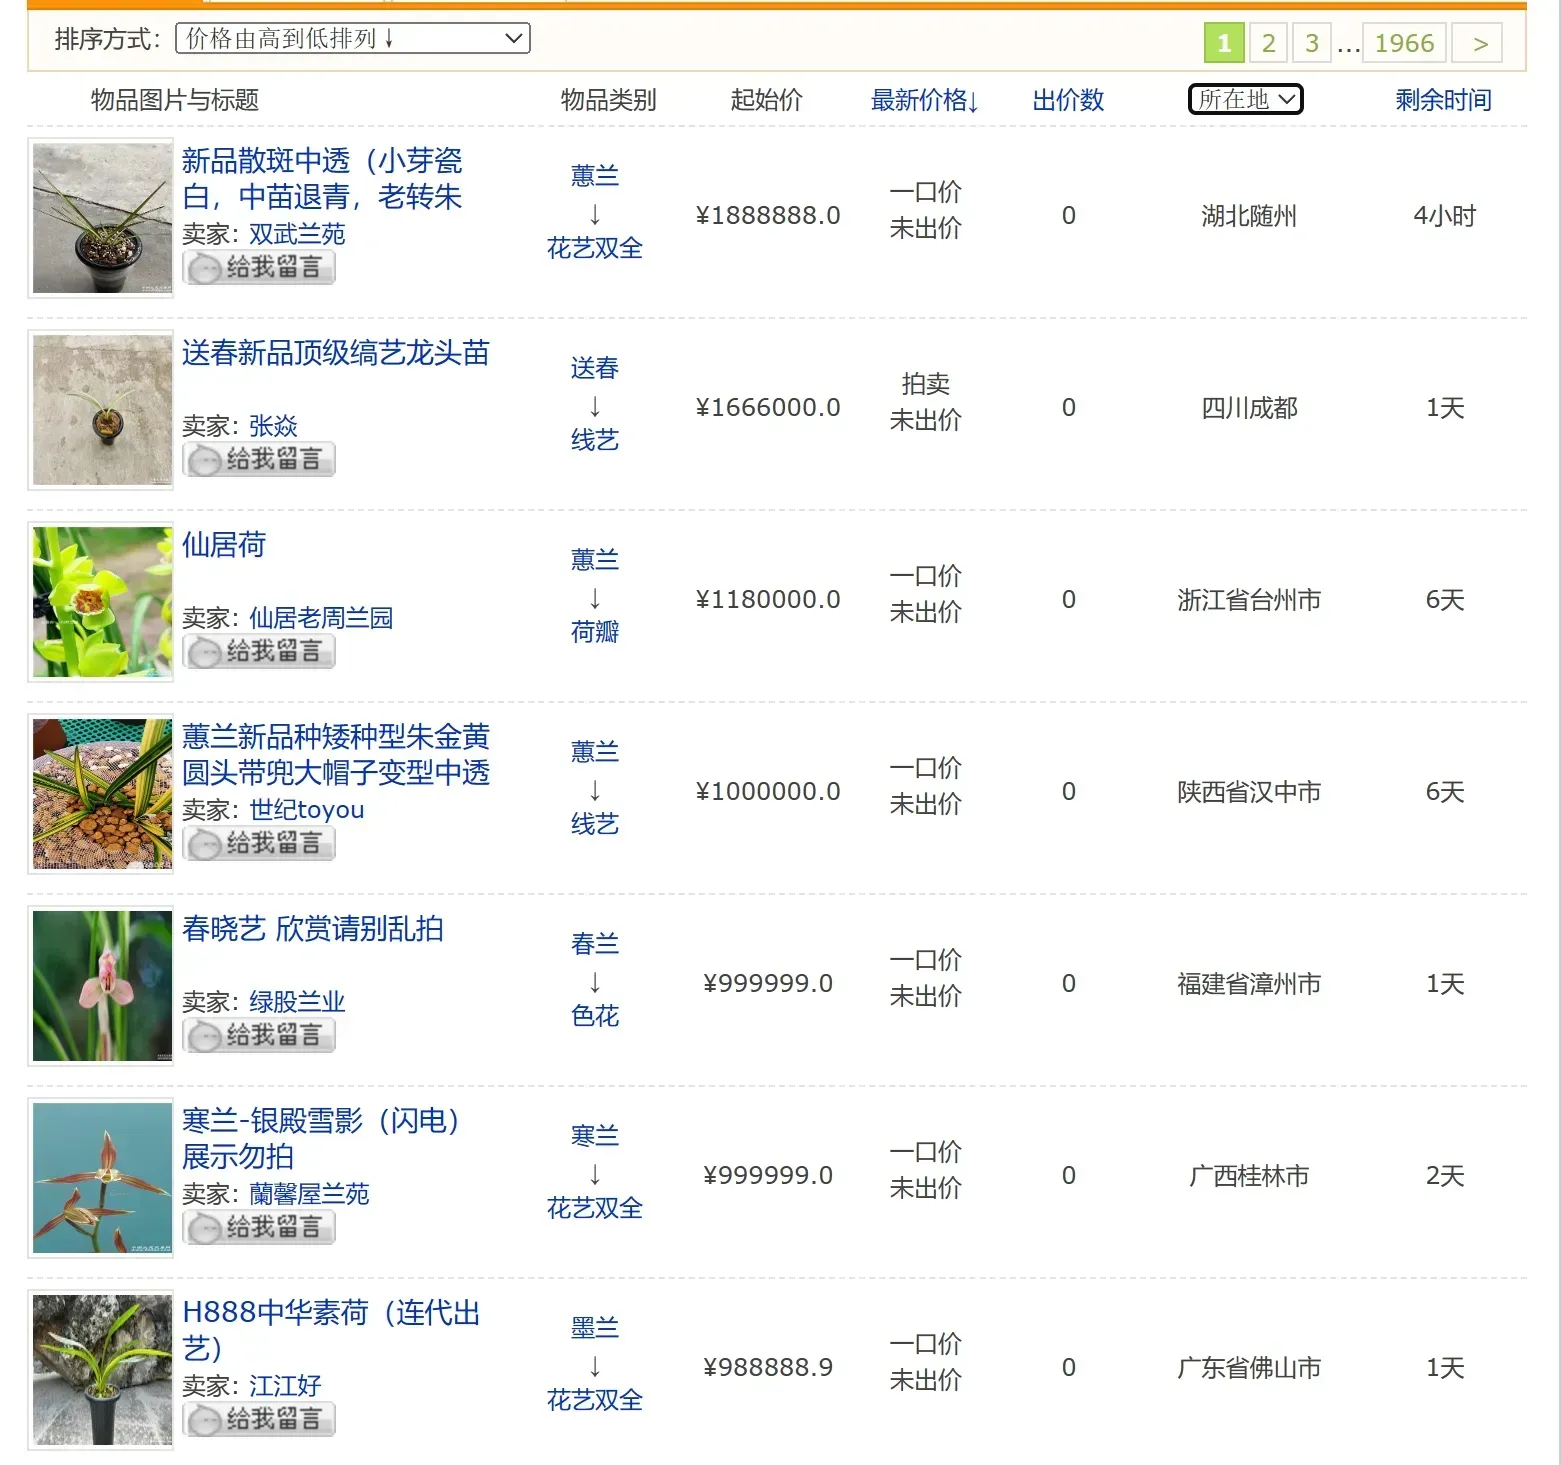 排序方式： 价格由高到低排列↓ 1 2 3 ... 1966 >
物品图片与标题 物品类别 起始价 最新价格↓ 出价数 所在地 剩余时间
新品散斑中透（小芽瓷
白，中苗退青，老转朱
卖家：双武兰苑
给我留言
蕙兰
↓
花艺双全
¥1888888.0
一口价
未出价
0
湖北随州
4小时
送春新品顶级缟艺龙头苗
卖家：张焱
给我留言
送春
↓
线艺
¥1666000.0
拍卖
未出价
0
四川成都
1天
仙居荷
卖家：仙居老周兰园
给我留言
蕙兰
↓
荷瓣
¥1180000.0
一口价
未出价
0
浙江省台州市
6天
蕙兰新品种矮种型朱金黄
圆头带兜大帽子变型中透
卖家：世纪toyou
给我留言
蕙兰
↓
线艺
¥1000000.0
一口价
未出价
0
陕西省汉中市
6天
春晓艺 欣赏请别乱拍
卖家：绿股兰业
给我留言
春兰
↓
色花
¥999999.0
一口价
未出价
0
福建省漳州市
1天
寒兰-银殿雪影（闪电）
展示勿拍
卖家：蘭馨屋兰苑
给我留言
寒兰
↓
花艺双全
¥999999.0
一口价
未出价
0
广西桂林市
2天
H888中华素荷（连代出
艺）
卖家：江江好
给我留言
墨兰
↓
花艺双全
¥988888.9
一口价
未出价
0
广东省佛山市
1天